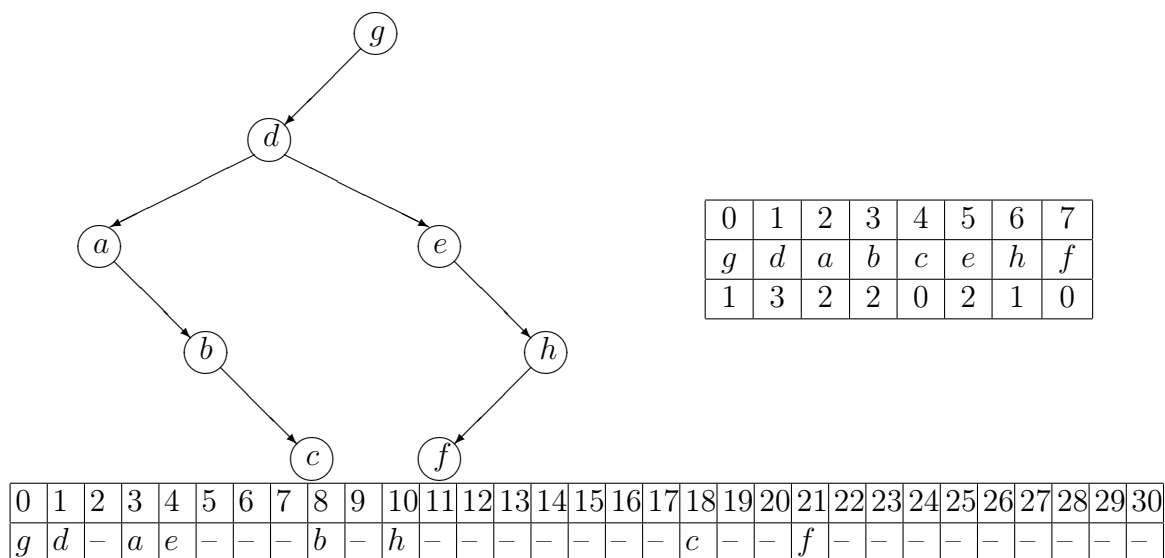 g
d
a e
0 1 2 3 4 5 6 7
g d a b c e h f
1 3 2 2 0 2 1 0
b h
c f
0 1 2 3 4 5 6 7 8 9 10 11 12 13 14 15 16 17 18 19 20 21 22 23 24 25 26 27 28 29 30
g d – a e – – – b – h – – – – – – – c – – f – – – – – – – – –